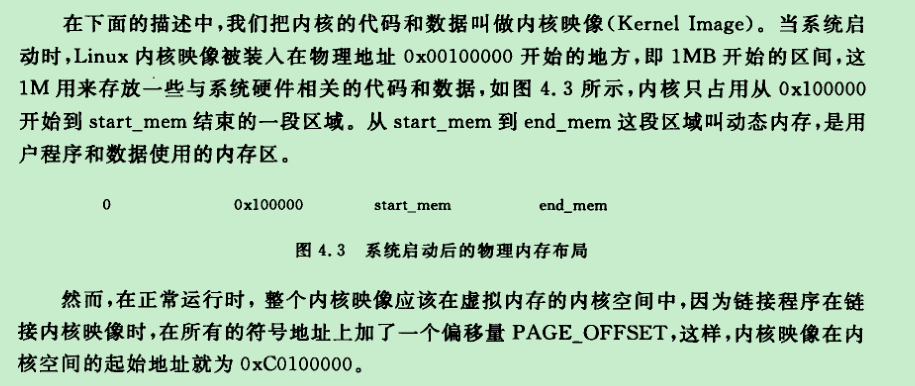 在下面的描述中,我们把内核的代码和数据叫做内核映像(Kernel Image)。当系统启
动时,Linux 内核映像被装入在物理地址 0x00100000 开始的地方,即 1MB 开始的区间,这
1M 用来存放一些与系统硬件相关的代码和数据,如图 4.3 所示,内核只占用从 0x100000
开始到 start_mem 结束的一段区域。从 start_mem 到 end_mem 这段区域叫动态内存,是用
户程序和数据使用的内存区。
0 0x100000 start_mem end_mem
图 4.3 系统启动后的物理内存布局
然而,在正常运行时,整个内核映像应该在虚拟内存的内核空间中,因为链接程序在链
接内核映像时,在所有的符号地址上加了一个偏移量 PAGE_OFFSET,这样,内核映像在内
核空间的起始地址就为 0xC0100000。